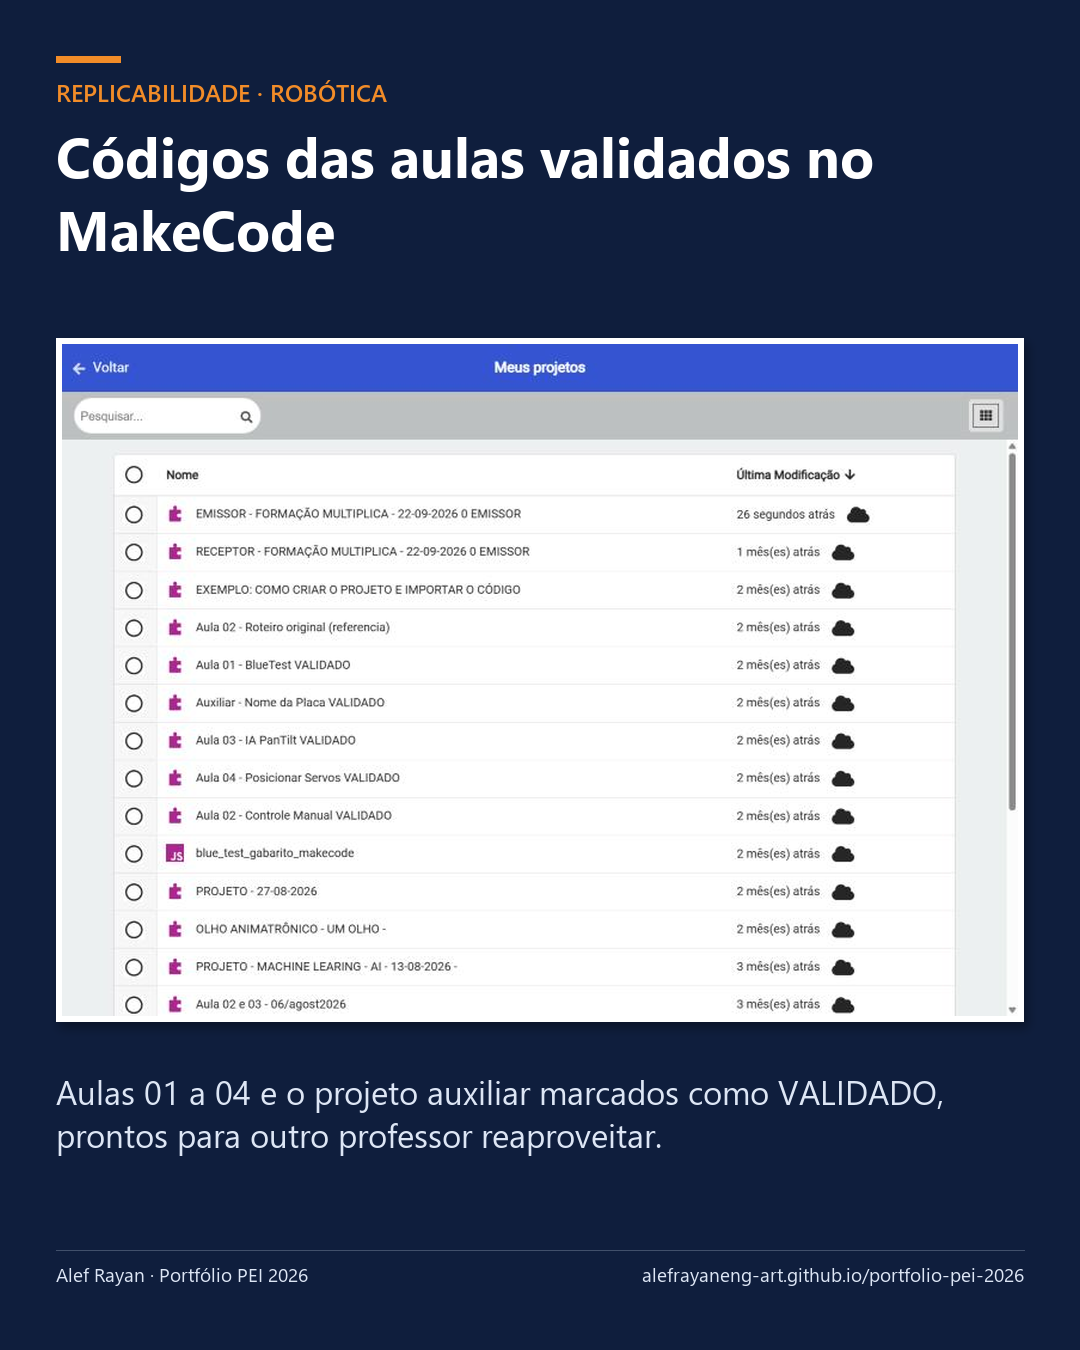 REPLICABILIDADE · ROBÓTICA
Códigos das aulas validados no
MakeCode
Voltar
Meus projetos
Pesquisar...
Nome
Última Modificação
EMISSOR - FORMAÇÃO MULTIPLICA - 22-09-2026 0 EMISSOR
26 segundos atrás
RECEPTOR - FORMAÇÃO MULTIPLICA - 22-09-2026 0 EMISSOR
1 mês(es) atrás
EXEMPLO: COMO CRIAR O PROJETO E IMPORTAR O CÓDIGO
2 mês(es) atrás
Aula 02 - Roteiro original (referencia)
2 mês(es) atrás
Aula 01 - BlueTest VALIDADO
2 mês(es) atrás
Auxiliar - Nome da Placa VALIDADO
2 mês(es) atrás
Aula 03 - IA PanTilt VALIDADO
2 mês(es) atrás
Aula 04 - Posicionar Servos VALIDADO
2 mês(es) atrás
Aula 02 - Controle Manual VALIDADO
2 mês(es) atrás
JS
blue_test_gabarito_makecode
2 mês(es) atrás
PROJETO - 27-08-2026
2 mês(es) atrás
OLHO ANIMATRÔNICO - UM OLHO -
2 mês(es) atrás
PROJETO - MACHINE LEARING - AI - 13-08-2026 -
3 mês(es) atrás
Aula 02 e 03 - 06/agost2026
3 mês(es) atrás
Aulas 01 a 04 e o projeto auxiliar marcados como VALIDADO,
prontos para outro professor reaproveitar.
Alef Rayan · Portfólio PEI 2026
alefrayaneng-art.github.io/portfolio-pei-2026